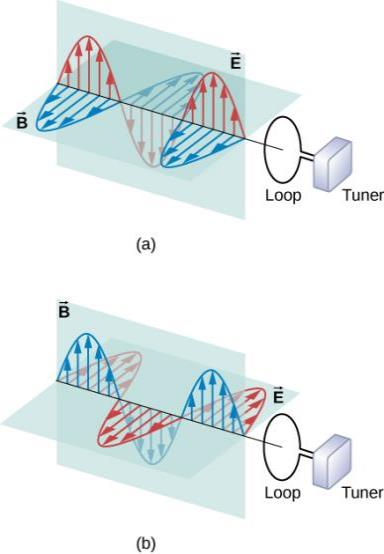 E⃗
B⃗
Loop Tuner
(a)
B⃗
E⃗
Loop Tuner
(b)